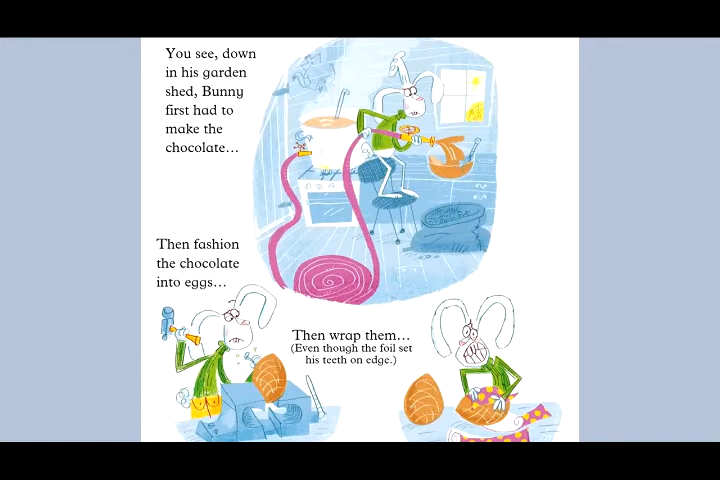 You see, down
in his garden
shed, Bunny
first had to
make the
chocolate...
Then fashion
the chocolate
into eggs...
Then wrap them...
(Even though the foil set
his teeth on edge.)